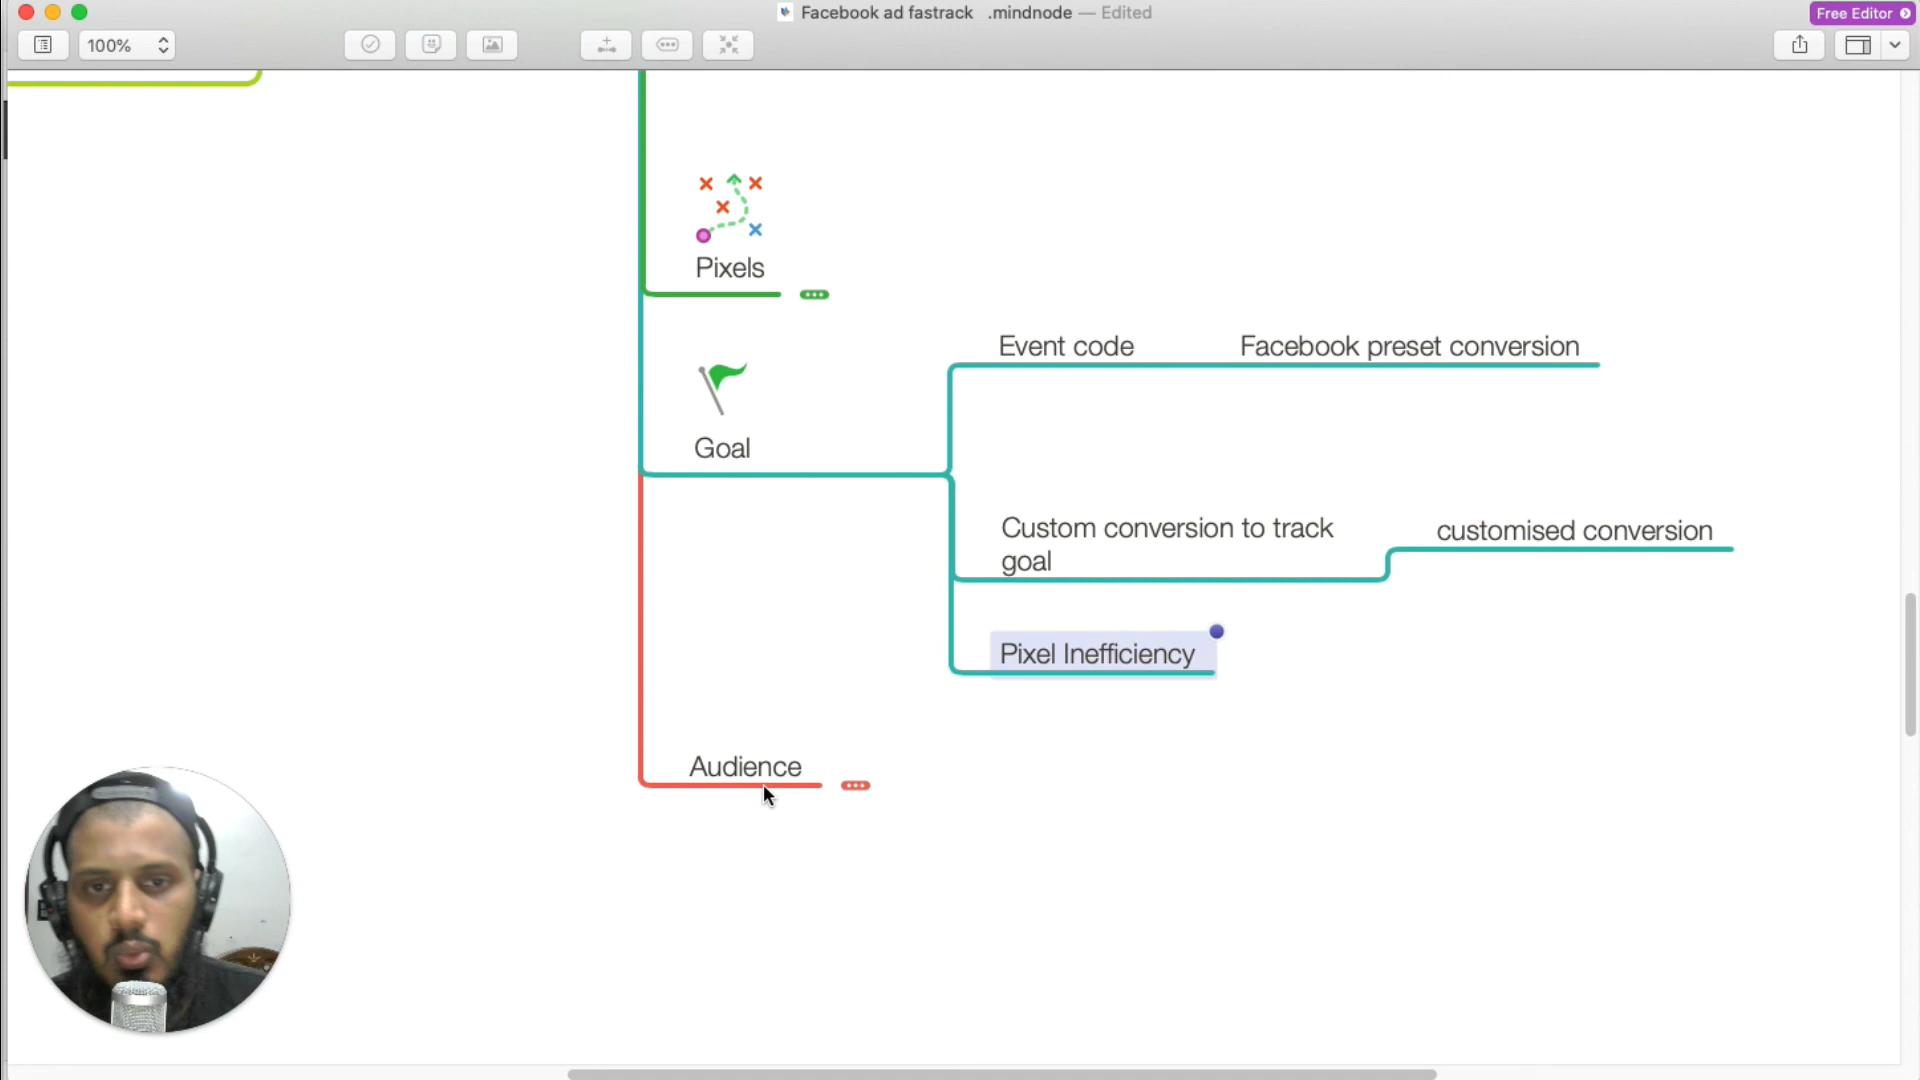 Facebook ad fastrack .mindnode — Edited
Free Editor
100%
Pixels
Event code
Facebook preset conversion
Goal
Custom conversion to track
goal
customised conversion
Pixel Inefficiency
Audience